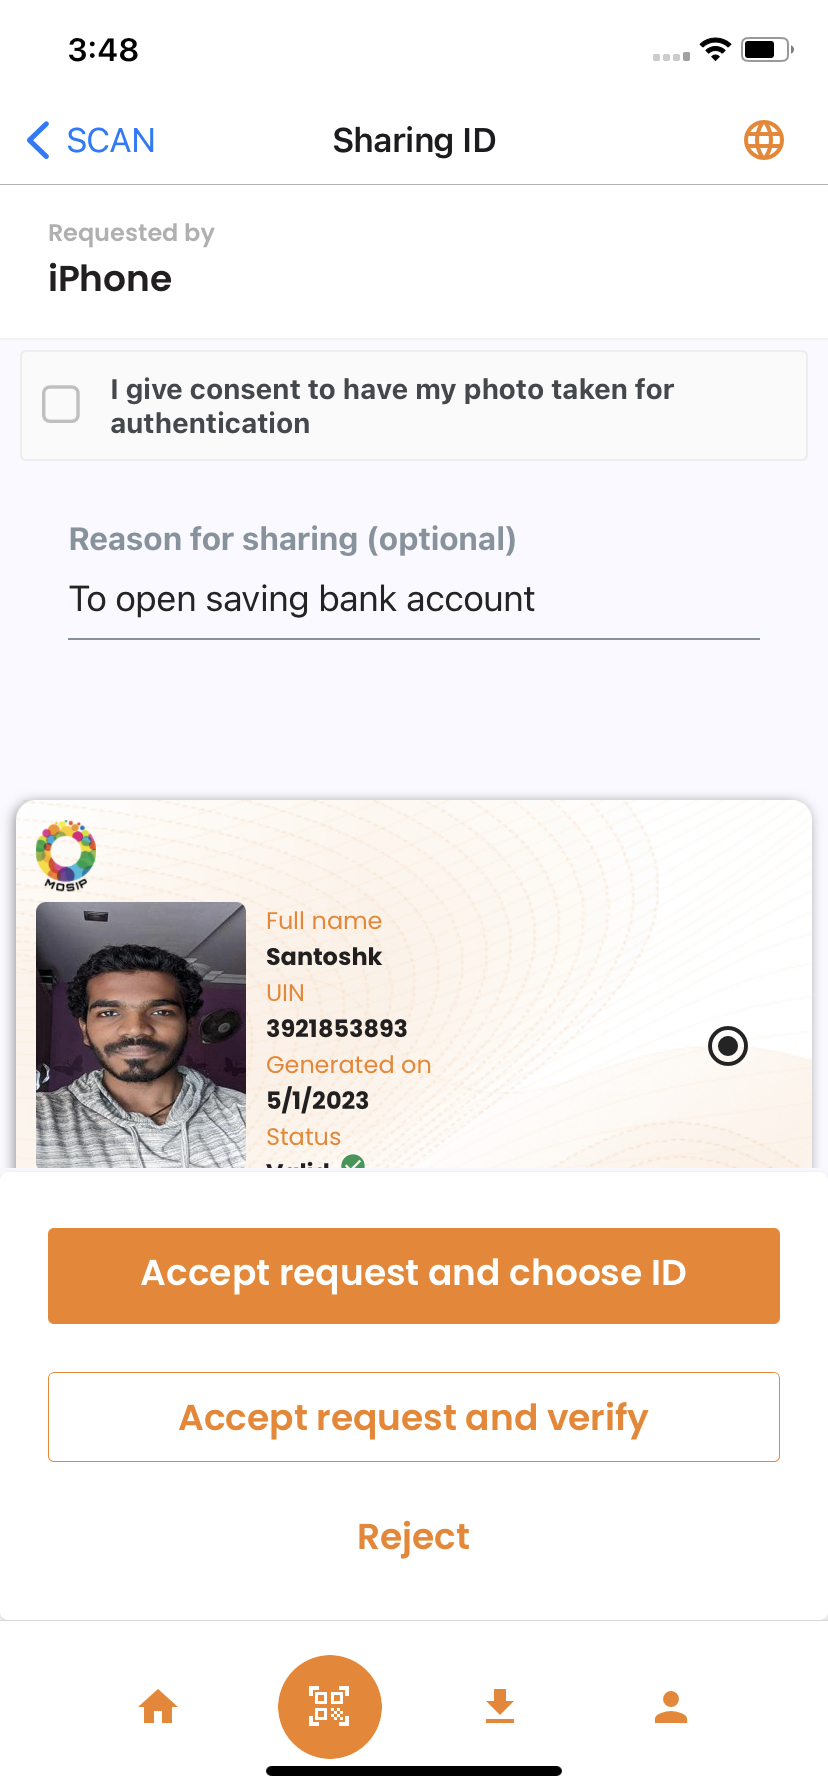 3:48
SCAN
Sharing ID
Requested by
iPhone
I give consent to have my photo taken for
authentication
Reason for sharing (optional)
To open saving bank account
MOSIP
Full name
Santoshk
UIN
3921853893
Generated on
5/1/2023
Status
Valid
Accept request and choose ID
Accept request and verify
Reject